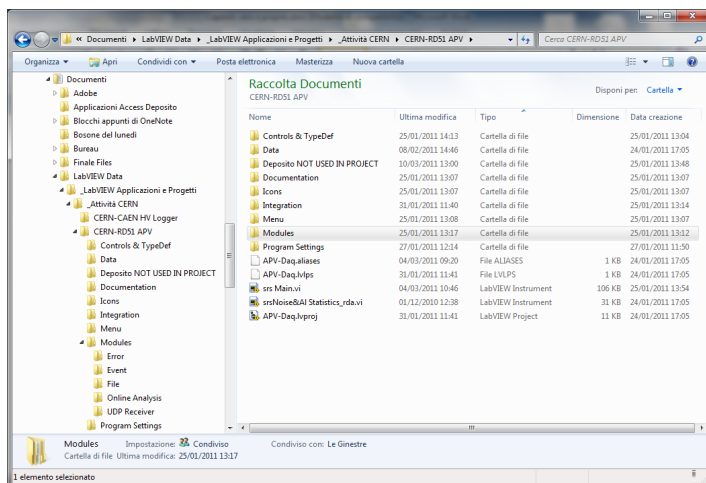 « Documenti ▸ LabVIEW Data ▸ _LabVIEW Applicazioni e Progetti ▸ _Attività CERN ▸ CERN-RD51 APV ▸
Cerca CERN-RD51 APV
Organizza ▾ Apri Condividi con ▾ Posta elettronica Masterizza Nuova cartella
Documenti
Adobe
Applicazioni Access Deposito
Blocchi appunti di OneNote
Bosone del lunedi
Bureau
Finale Files
LabVIEW Data
_LabVIEW Applicazioni e Progetti
_Attività CERN
CERN-CAEN HV Logger
CERN-RD51 APV
Controls & TypeDef
Data
Deposito NOT USED IN PROJECT
Documentation
Icons
Integration
Menu
Modules
Error
Event
File
Online Analysis
UDP Receiver
Program Settings
Raccolta Documenti
CERN-RD51 APV
Disponi per: Cartella ▾
Nome Ultima modifica Tipo Dimensione Data creazione
Controls & TypeDef 25/01/2011 14:13 Cartella di file 25/01/2011 13:04
Data 08/02/2011 14:46 Cartella di file 24/01/2011 17:05
Deposito NOT USED IN PROJECT 10/03/2011 13:00 Cartella di file 25/01/2011 13:48
Documentation 25/01/2011 13:07 Cartella di file 25/01/2011 13:07
Icons 25/01/2011 13:07 Cartella di file 25/01/2011 13:07
Integration 31/01/2011 11:40 Cartella di file 25/01/2011 13:14
Menu 25/01/2011 13:08 Cartella di file 25/01/2011 13:07
Modules 25/01/2011 13:17 Cartella di file 25/01/2011 13:12
Program Settings 27/01/2011 12:14 Cartella di file 27/01/2011 11:50
APV-Daq.aliases 04/03/2011 09:20 File ALIASES 1 KB 24/01/2011 17:05
APV-Daq.lvlps 31/01/2011 11:41 File LVLPS 1 KB 24/01/2011 17:05
srs Main.vi 04/03/2011 10:46 LabVIEW Instrument 106 KB 25/01/2011 13:54
srsNoise&AI Statistics_rda.vi 01/12/2010 12:38 LabVIEW Instrument 31 KB 24/01/2011 17:05
APV-Daq.lvproj 31/01/2011 11:41 LabVIEW Project 11 KB 24/01/2011 17:05
Modules Impostazione: Condiviso Condiviso con: Le Ginestre
Cartella di file Ultima modifica: 25/01/2011 13:17
1 elemento selezionato